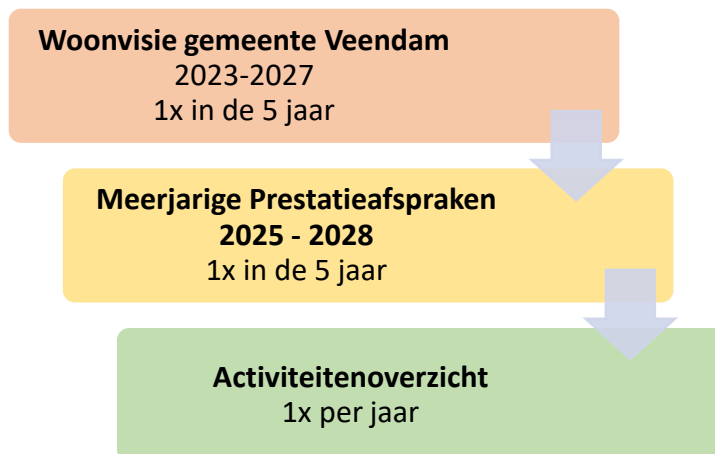 Woonvisie gemeente Veendam
2023-2027
1x in de 5 jaar
Meerjarige Prestatieafspraken
2025 - 2028
1x in de 5 jaar
Activiteitenoverzicht
1x per jaar